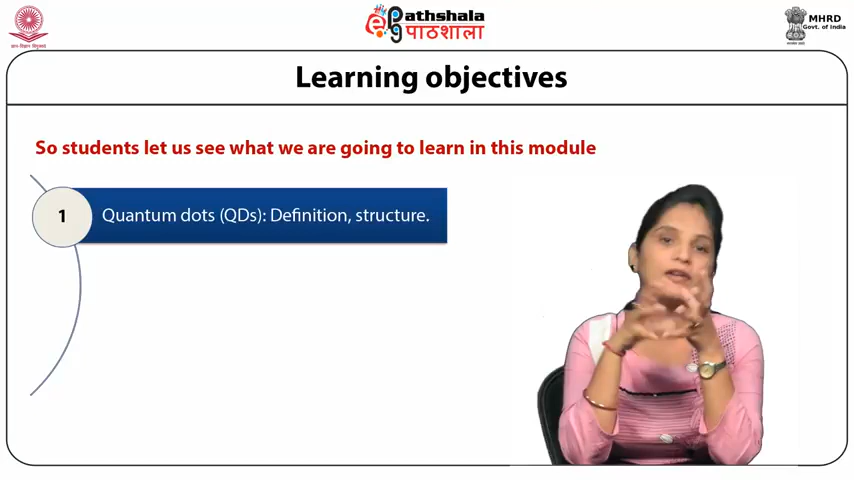 ePathshala
पाठशाला
MHRD
Govt. of India
Learning objectives
So students let us see what we are going to learn in this module
1
Quantum dots (QDs): Definition, structure.